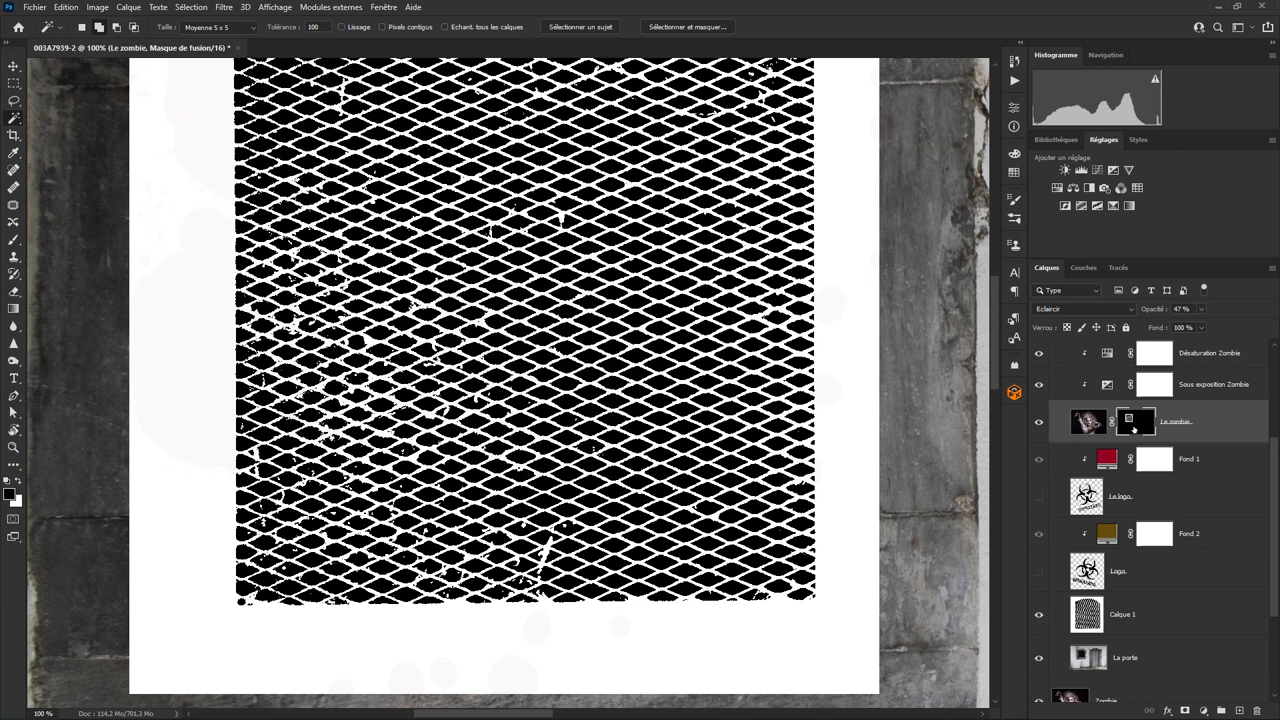 Fichier Edition Image Calque Texte Sélection Filtre 3D Affichage Modules externes Fenêtre Aide
Taille : Moyenne 5 x 5 Tolérance : 100 Lissage Pixels contigus Echant. tous les calques Sélectionner un sujet Sélectionner et masquer...
003A7939-2 @ 100% (Le zombie, Masque de fusion/16) *
Histogramme Navigation
Bibliothèques Réglages Styles
Ajouter un réglage
Calques Couches Tracés
Type
Eclaircir Opacité : 47 %
Verrou : Fond : 100 %
Désaturation Zombie
Sous exposition Zombie
Le zombie
Fond 1
Le logo
Fond 2
Logo
Calque 1
La porte
Zombie
100 % Doc : 114,2 Mo/701,3 Mo